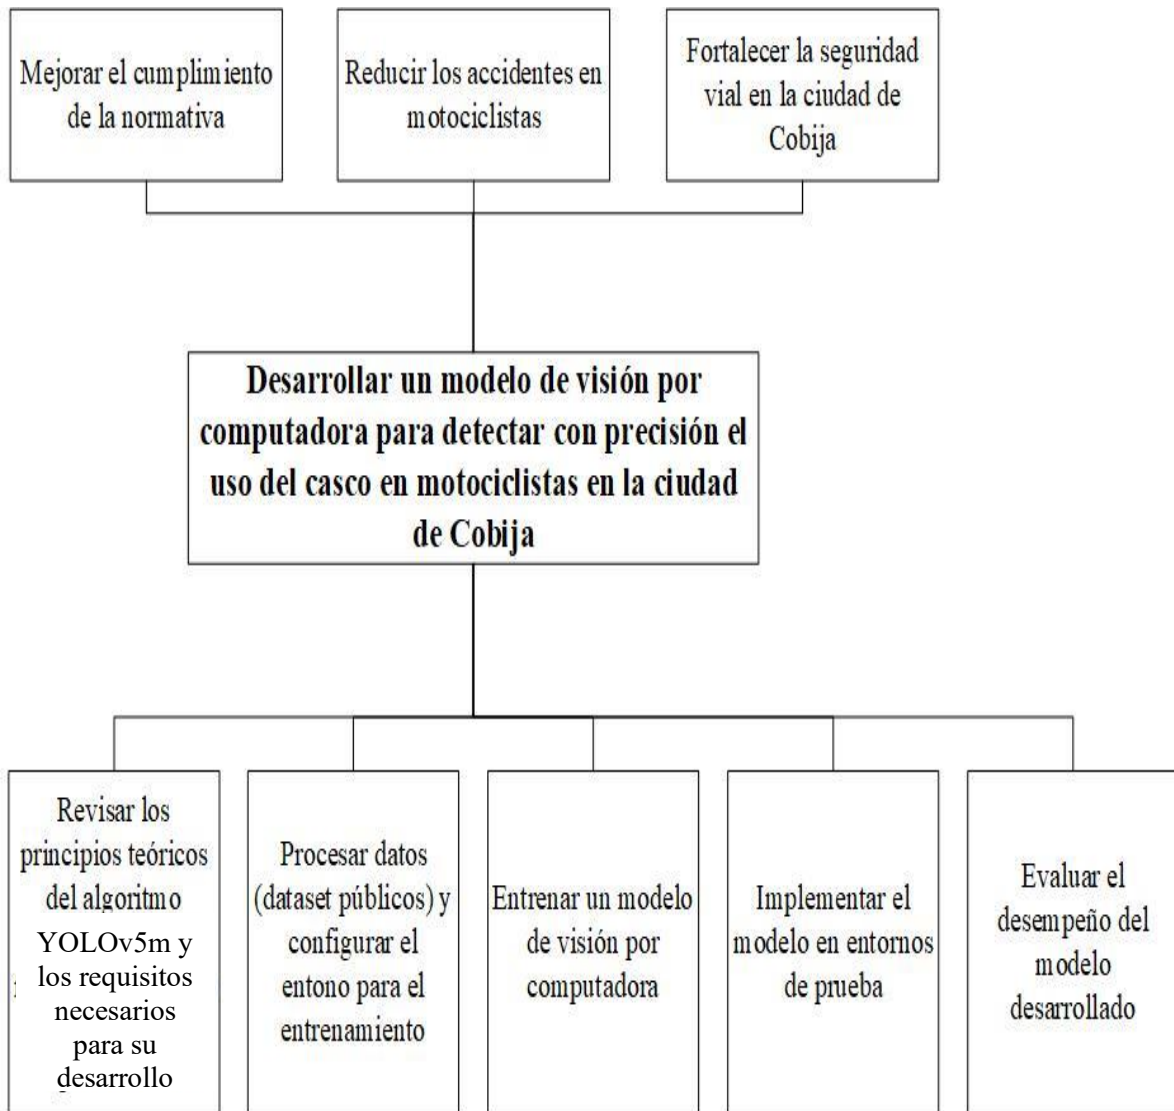 Mejorar el cumplimiento
de la normativa
Reducir los accidentes en
motociclistas
Fortalecer la seguridad
vial en la ciudad de
Cobija
Desarrollar un modelo de visión por
computadora para detectar con precisión el
uso del casco en motociclistas en la ciudad
de Cobija
Revisar los
principios teóricos
del algoritmo
YOLOv5m y
los requisitos
necesarios
para su
desarrollo
Procesar datos
(dataset públicos) y
configurar el
entono para el
entrenamiento
Entrenar un modelo
de visión por
computadora
Implementar el
modelo en entornos
de prueba
Evaluar el
desempeño del
modelo
desarrollado